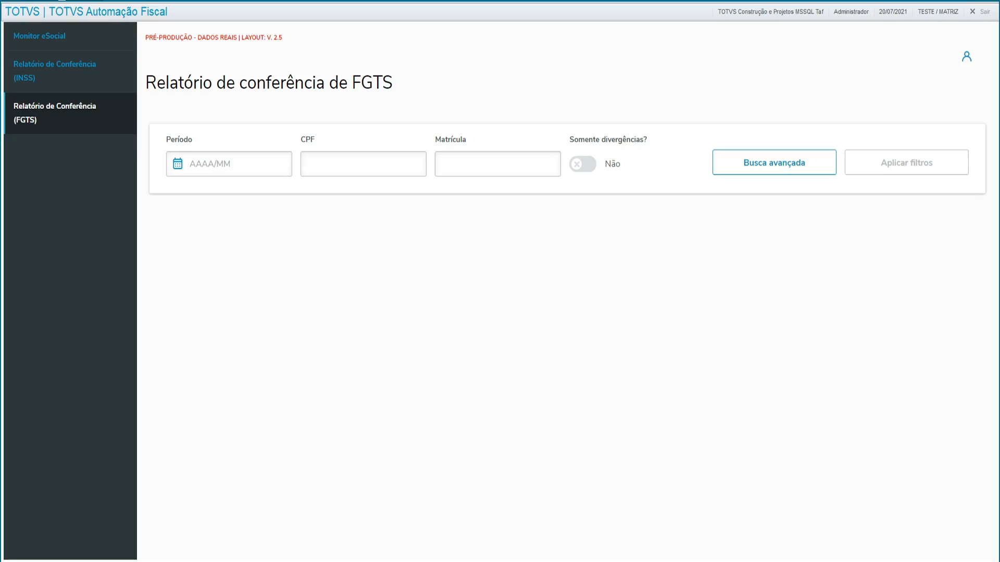 TOTVS | TOTVS Automação Fiscal
TOTVS Construção e Projetos MSSQL Taf
Administrador
20/07/2021
TESTE / MATRIZ
Sair
Monitor eSocial
Relatório de Conferência
(INSS)
Relatório de Conferência
(FGTS)
PRÉ-PRODUÇÃO - DADOS REAIS | LAYOUT: V. 2.5
Relatório de conferência de FGTS
Período
CPF
Matrícula
Somente divergências?
AAAA/MM
Não
Busca avançada
Aplicar filtros